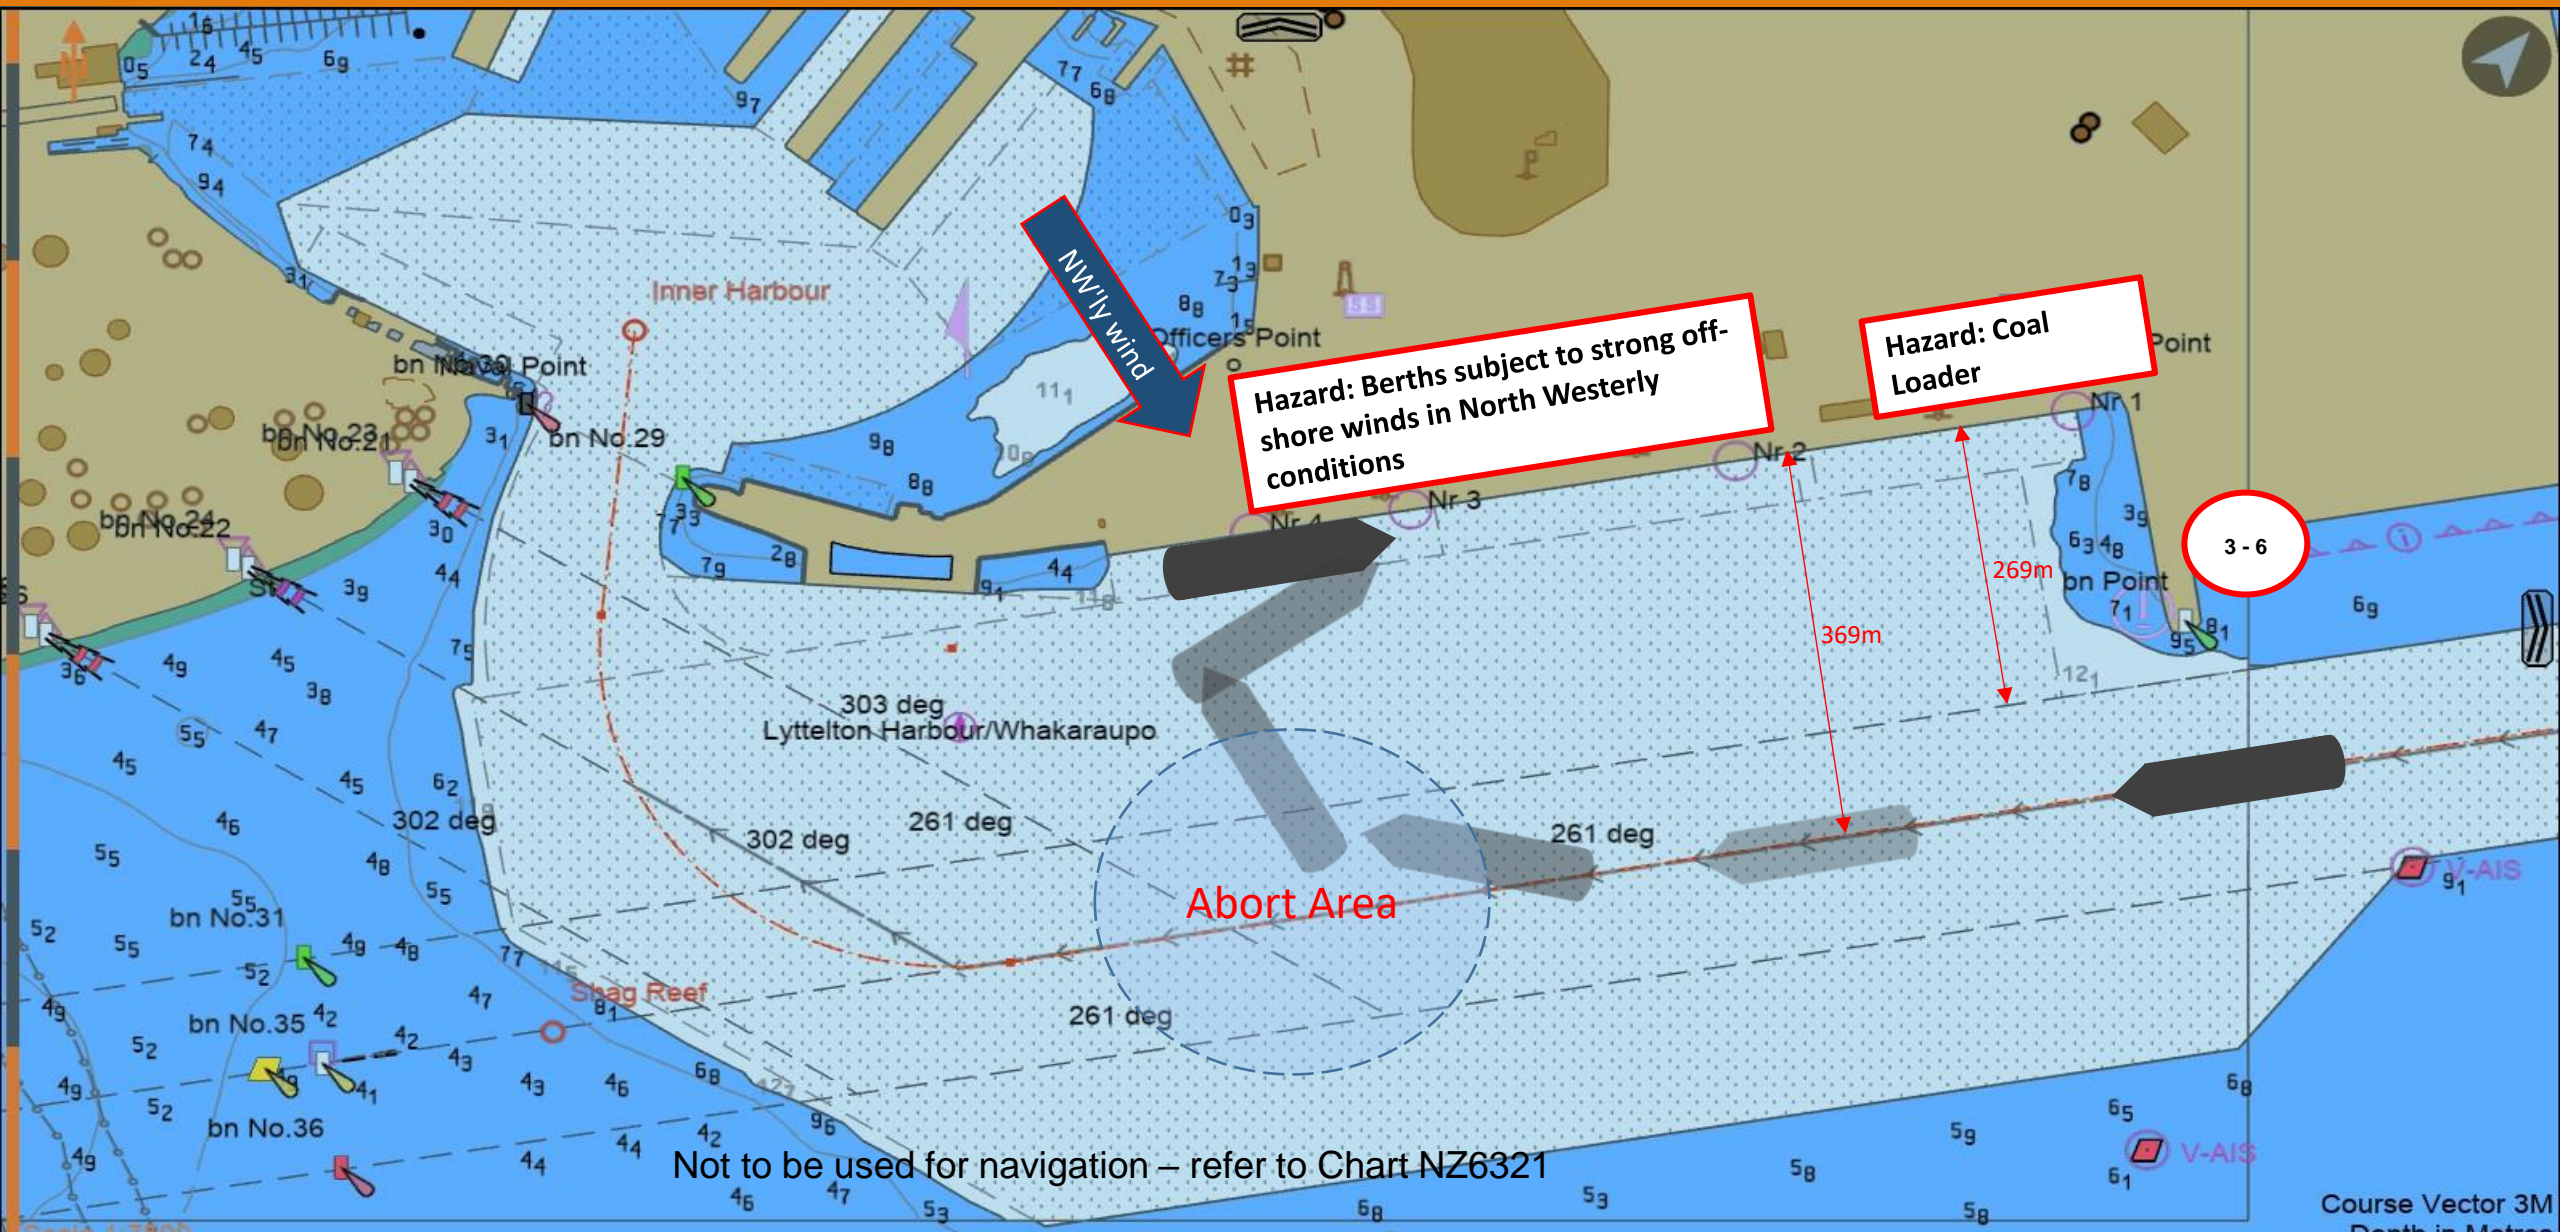 Inner Harbour
NW'ly wind
Officers Point
Hazard: Berths subject to strong off-
shore winds in North Westerly
conditions
Hazard: Coal
Loader
Point
Nr 1
Nr 2
Nr 3
Nr 4
bn No.30
Naval Point
bn No.29
bn No.23
bn No.21
bn No.24
bn No.22
3 - 6
bn Point
269m
369m
303 deg
Lyttelton Harbour/Whakaraupo
302 deg
302 deg
261 deg
261 deg
Abort Area
V-AIS
bn No.31
Shag Reef
261 deg
bn No.35
bn No.36
V-AIS
Not to be used for navigation – refer to Chart NZ6321
Course Vector 3M
Depth in Metres